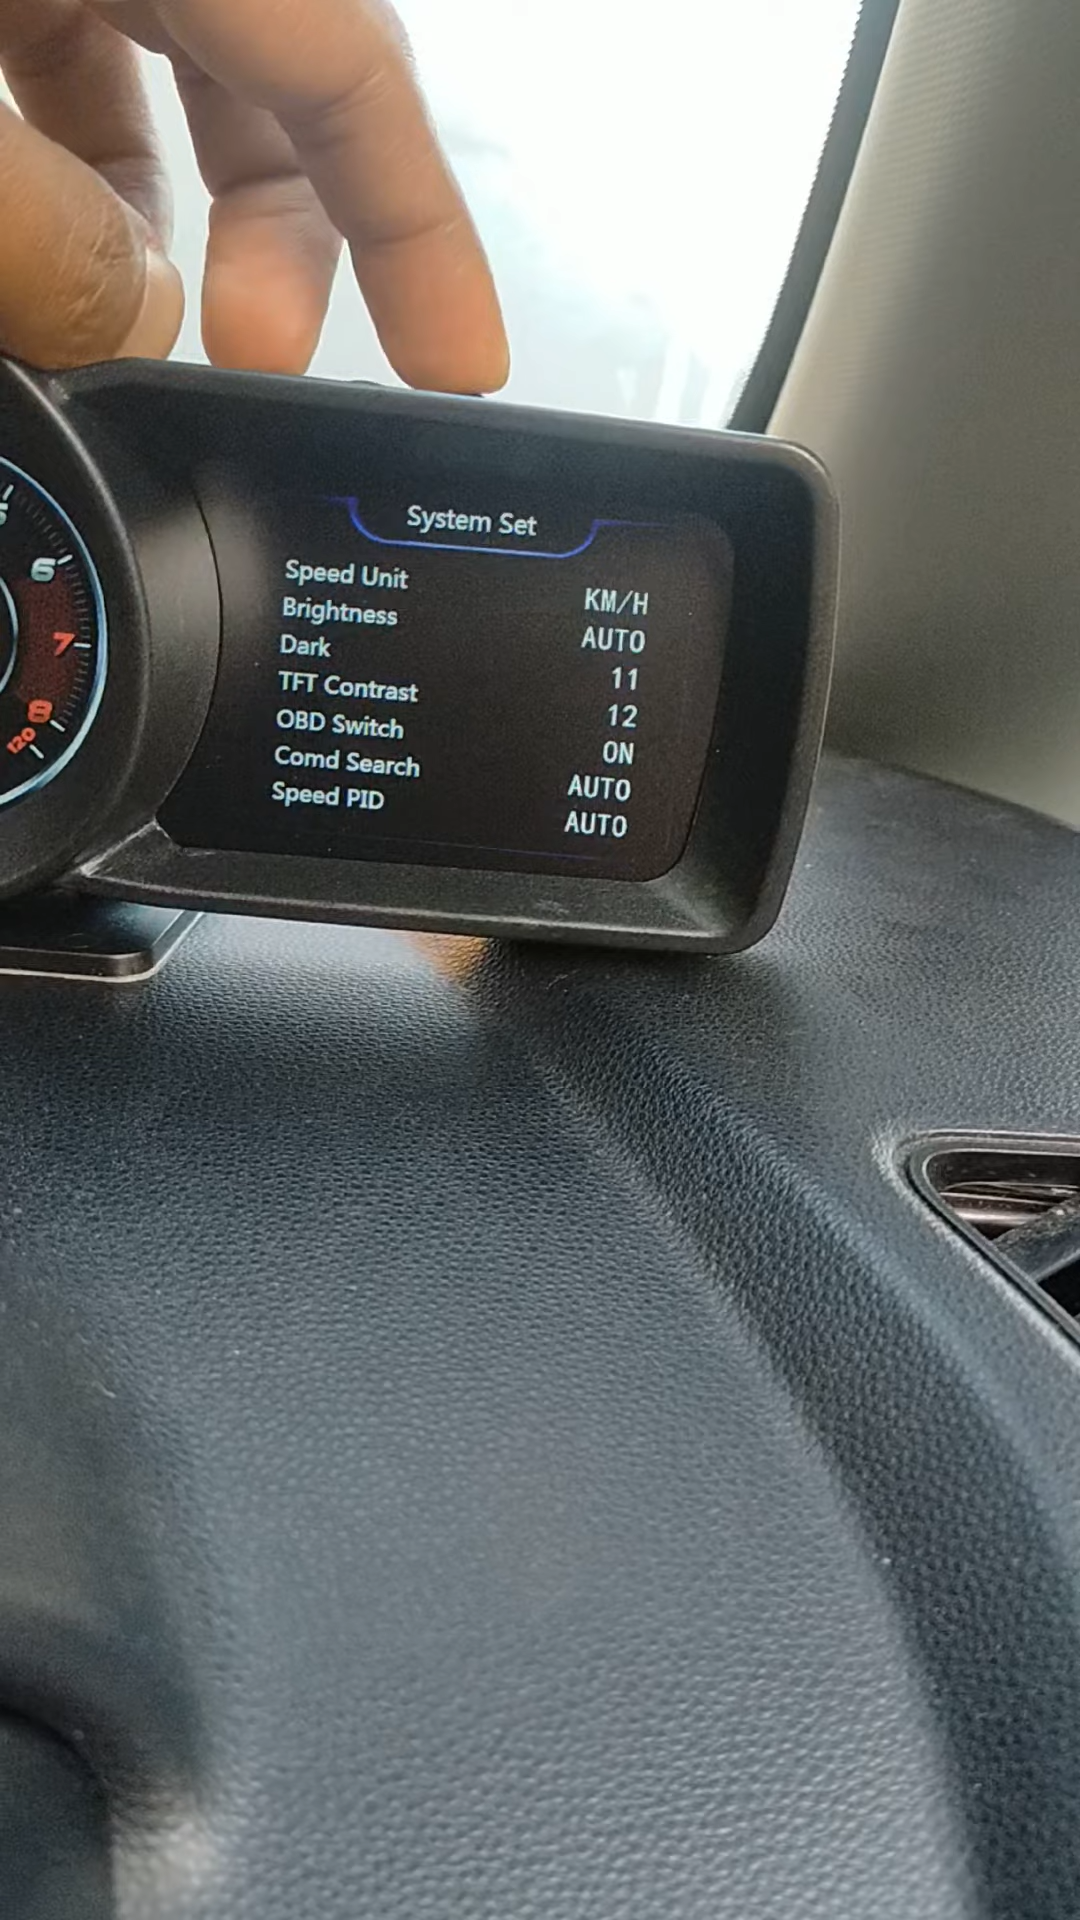 System Set
Speed Unit KM/H
Brightness AUTO
Dark 11
TFT Contrast 12
OBD Switch ON
Comd Search AUTO
Speed PID AUTO
6
7
8
120